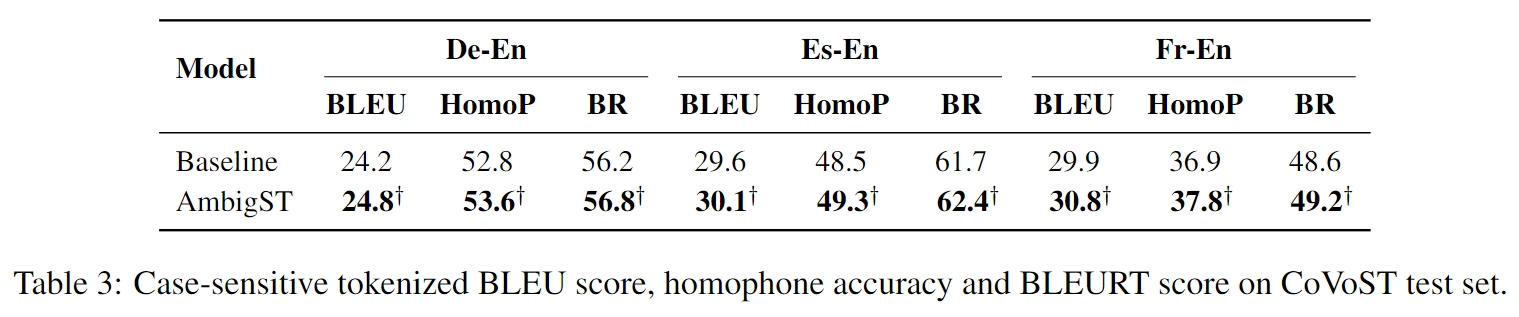 Model De-En Es-En Fr-En
BLEU HomoP BR BLEU HomoP BR BLEU HomoP BR
Baseline 24.2 52.8 56.2 29.6 48.5 61.7 29.9 36.9 48.6
AmbigST 24.8† 53.6† 56.8† 30.1† 49.3† 62.4† 30.8† 37.8† 49.2†
Table 3: Case-sensitive tokenized BLEU score, homophone accuracy and BLEURT score on CoVoST test set.